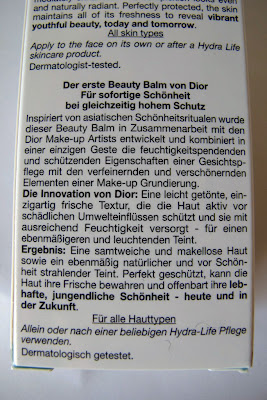 and naturally radiant. Perfectly protected, the skin
maintains all of its freshness to reveal vibrant
youthful beauty, today and tomorrow.
All skin types
Apply to the face on its own or after a Hydra Life
skincare product.
Dermatologist-tested.
Der erste Beauty Balm von Dior
Für sofortige Schönheit
bei gleichzeitig hohem Schutz
Inspiriert von asiatischen Schönheitsritualen wurde
dieser Beauty Balm in Zusammenarbeit mit den
Dior Make-up Artists entwickelt und kombiniert in
einer einzigen Geste die feuchtigkeitsspendenden
und schützenden Eigenschaften einer Gesichtsp-
flege mit den verfeinernden und verschönernden
Elementen einer Make-up Grundierung.
Die Innovation von Dior: Eine leicht getönte, einz-
igartig frische Textur, die die Haut aktiv vor
schädlichen Umwelteinflüssen schützt und sie mit
ausreichend Feuchtigkeit versorgt - für einen
ebenmäßigeren und leuchtenden Teint.
Ergebnis: Eine samtweiche und makellose Haut
sowie ein ebenmäßig natürlicher und vor Schön-
heit strahlender Teint. Perfekt geschützt, kann die
Haut ihre Frische bewahren und offenbart ihre leb-
hafte, jugendliche Schönheit - heute und in
der Zukunft.
Für alle Hauttypen
Allein oder nach einer beliebigen Hydra-Life Pflege
verwenden.
Dermatologisch getestet.